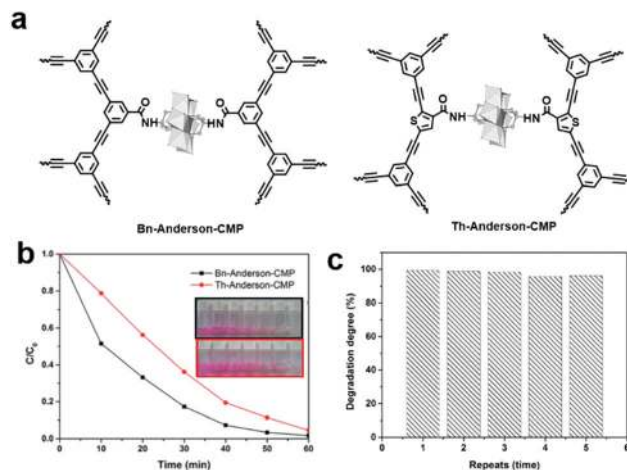 a
O
NH
HN
O
S
O
NH
HN
O
S
Bn-Anderson-CMP
Th-Anderson-CMP
b
C/C0
1.0
0.8
0.6
0.4
0.2
0.0
Bn-Anderson-CMP
Th-Anderson-CMP
0 10 20 30 40 50 60
Time (min)
c
Degradation degree (%)
100
80
60
40
20
0
0 1 2 3 4 5 6
Repeats (time)